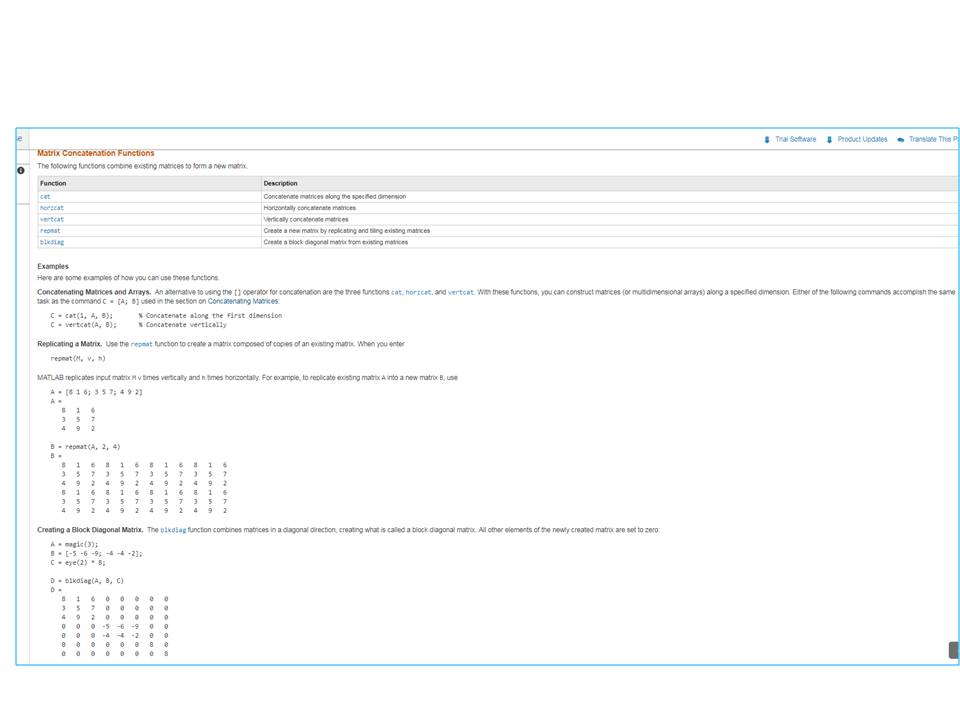 se
Trial Software Product Updates Translate This P
Matrix Concatenation Functions
The following functions combine existing matrices to form a new matrix.
Function Description
cat Concatenate matrices along the specified dimension
horzcat Horizontally concatenate matrices
vertcat Vertically concatenate matrices
repmat Create a new matrix by replicating and tiling existing matrices
blkdiag Create a block diagonal matrix from existing matrices
Examples
Here are some examples of how you can use these functions.
Concatenating Matrices and Arrays. An alternative to using the [] operator for concatenation are the three functions cat, horzcat, and vertcat. With these functions, you can construct matrices (or multidimensional arrays) along a specified dimension. Either of the following commands accomplish the same
task as the command C = [A; B] used in the section on Concatenating Matrices:
C = cat(1, A, B); % Concatenate along the first dimension
C = vertcat(A, B); % Concatenate vertically
Replicating a Matrix. Use the repmat function to create a matrix composed of copies of an existing matrix. When you enter
repmat(M, v, h)
MATLAB replicates input matrix M v times vertically and h times horizontally. For example, to replicate existing matrix A into a new matrix B, use
A = [8 1 6; 3 5 7; 4 9 2]
A =
8 1 6
3 5 7
4 9 2
B = repmat(A, 2, 4)
B =
8 1 6 8 1 6 8 1 6 8 1 6
3 5 7 3 5 7 3 5 7 3 5 7
4 9 2 4 9 2 4 9 2 4 9 2
8 1 6 8 1 6 8 1 6 8 1 6
3 5 7 3 5 7 3 5 7 3 5 7
4 9 2 4 9 2 4 9 2 4 9 2
Creating a Block Diagonal Matrix. The blkdiag function combines matrices in a diagonal direction, creating what is called a block diagonal matrix. All other elements of the newly created matrix are set to zero:
A = magic(3);
B = [-5 -6 -9; -4 -4 -2];
C = eye(2) * 8;
D = blkdiag(A, B, C)
D =
8 1 6 0 0 0 0 0
3 5 7 0 0 0 0 0
4 9 2 0 0 0 0 0
0 0 0 -5 -6 -9 0 0
0 0 0 -4 -4 -2 0 0
0 0 0 0 0 0 8 0
0 0 0 0 0 0 0 8